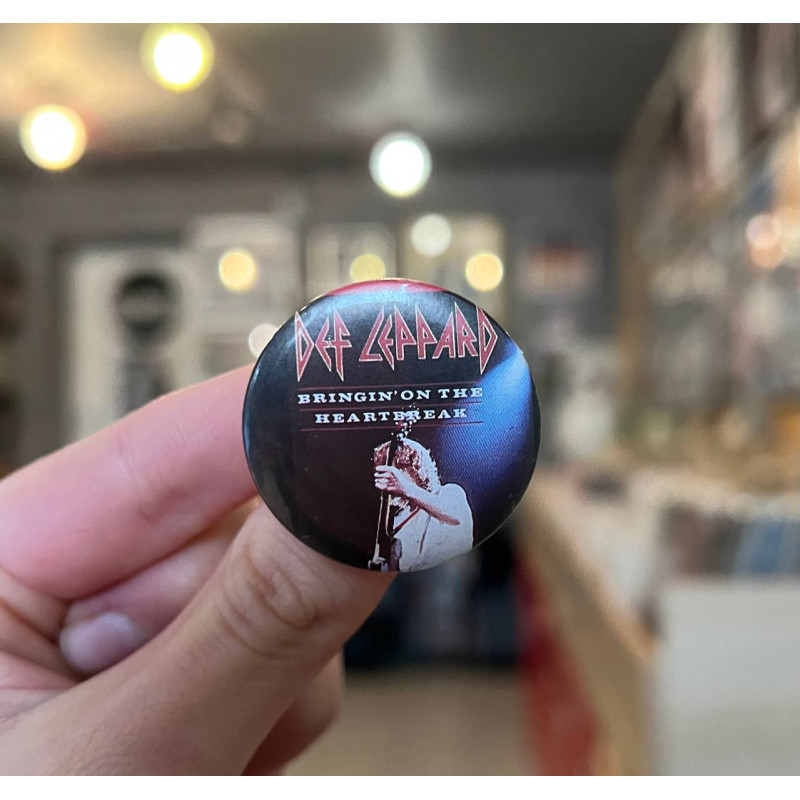 DEF LEPPARD
BRINGIN' ON THE
HEARTBREAK